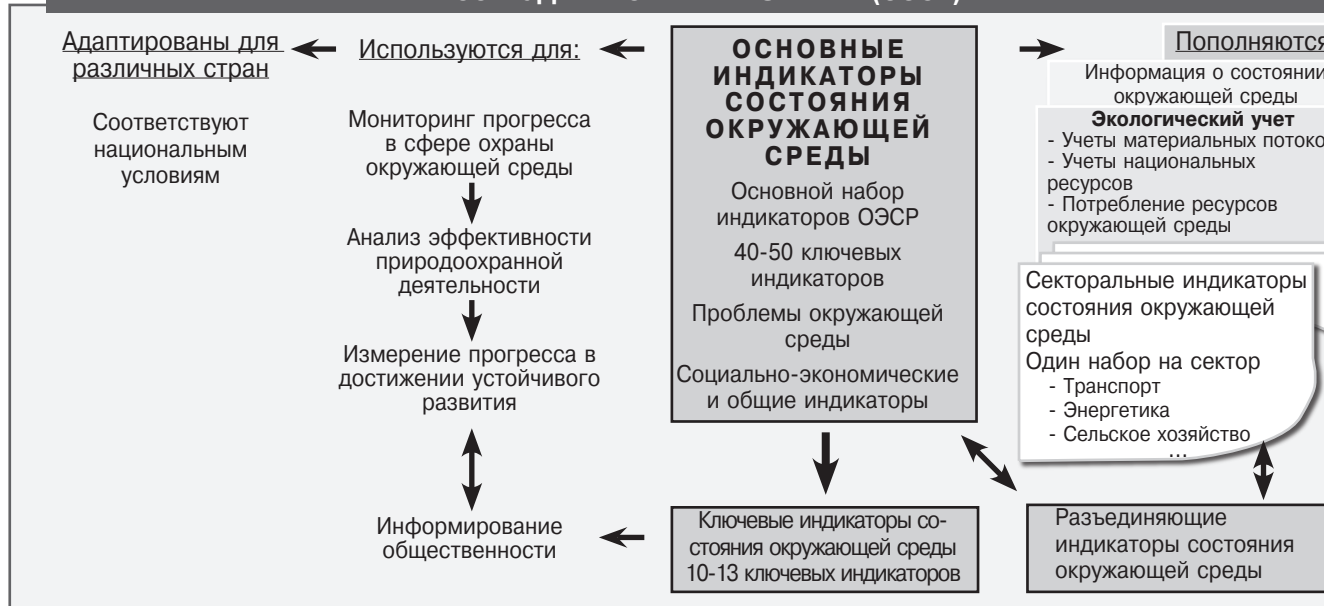 Адаптированы для
различных стран
Соответствуют
национальным
условиям
Используются для:
Мониторинг прогресса
в сфере охраны
окружающей среды
Анализ эффективности
природоохранной
деятельности
Измерение прогресса в
достижении устойчивого
развития
Информирование
общественности
ОСНОВНЫЕ
ИНДИКАТОРЫ
СОСТОЯНИЯ
ОКРУЖАЮЩЕЙ
СРЕДЫ
Основной набор
индикаторов ОЭСР
40-50 ключевых
индикаторов
Проблемы окружающей
среды
Социально-экономические
и общие индикаторы
Ключевые индикаторы со-
стояния окружающей среды
10-13 ключевых индикаторов
Пополняются
Информация о состоянии
окружающей среды
Экологический учет
- Учеты материальных потоко
- Учеты национальных
ресурсов
- Потребление ресурсов
окружающей среды
Секторальные индикаторы
состояния окружающей
среды
Один набор на сектор
- Транспорт
- Энергетика
- Сельское хозяйство
...
Разъединяющие
индикаторы состояния
окружающей среды